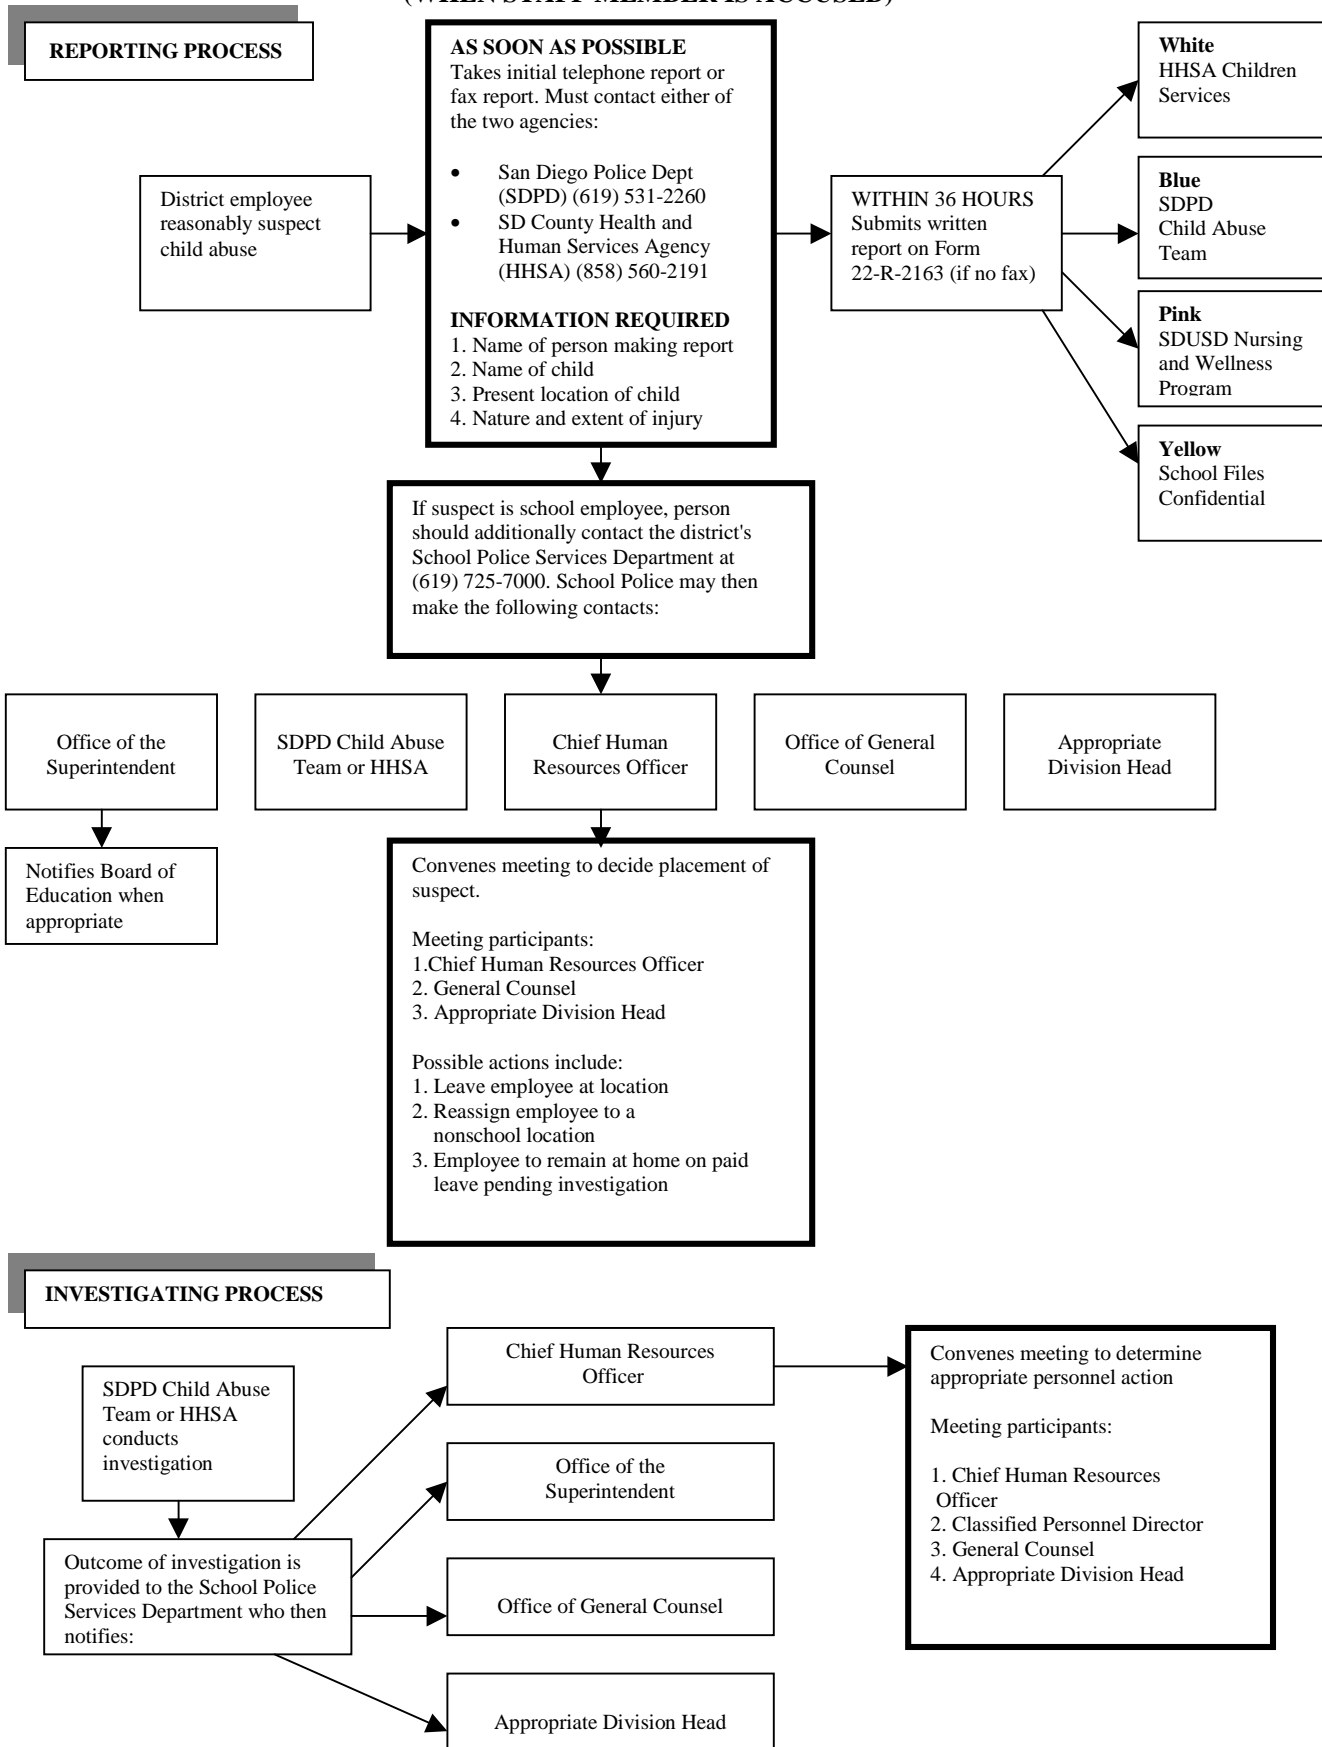 (WHEN STAFF MEMBER IS ACCUSED)
REPORTING PROCESS
AS SOON AS POSSIBLE
Takes initial telephone report or
fax report. Must contact either of
the two agencies:
• San Diego Police Dept
(SDPD) (619) 531-2260
• SD County Health and
Human Services Agency
(HHSA) (858) 560-2191
INFORMATION REQUIRED
1. Name of person making report
2. Name of child
3. Present location of child
4. Nature and extent of injury
District employee
reasonably suspect
child abuse
WITHIN 36 HOURS
Submits written
report on Form
22-R-2163 (if no fax)
White
HHSA Children
Services
Blue
SDPD
Child Abuse
Team
Pink
SDUSD Nursing
and Wellness
Program
Yellow
School Files
Confidential
If suspect is school employee, person
should additionally contact the district's
School Police Services Department at
(619) 725-7000. School Police may then
make the following contacts:
Office of the
Superintendent
SDPD Child Abuse
Team or HHSA
Chief Human
Resources Officer
Office of General
Counsel
Appropriate
Division Head
Notifies Board of
Education when
appropriate
Convenes meeting to decide placement of
suspect.
Meeting participants:
1.Chief Human Resources Officer
2. General Counsel
3. Appropriate Division Head
Possible actions include:
1. Leave employee at location
2. Reassign employee to a
nonschool location
3. Employee to remain at home on paid
leave pending investigation
INVESTIGATING PROCESS
SDPD Child Abuse
Team or HHSA
conducts
investigation
Outcome of investigation is
provided to the School Police
Services Department who then
notifies:
Chief Human Resources
Officer
Office of the
Superintendent
Office of General Counsel
Appropriate Division Head
Convenes meeting to determine
appropriate personnel action
Meeting participants:
1. Chief Human Resources
Officer
2. Classified Personnel Director
3. General Counsel
4. Appropriate Division Head